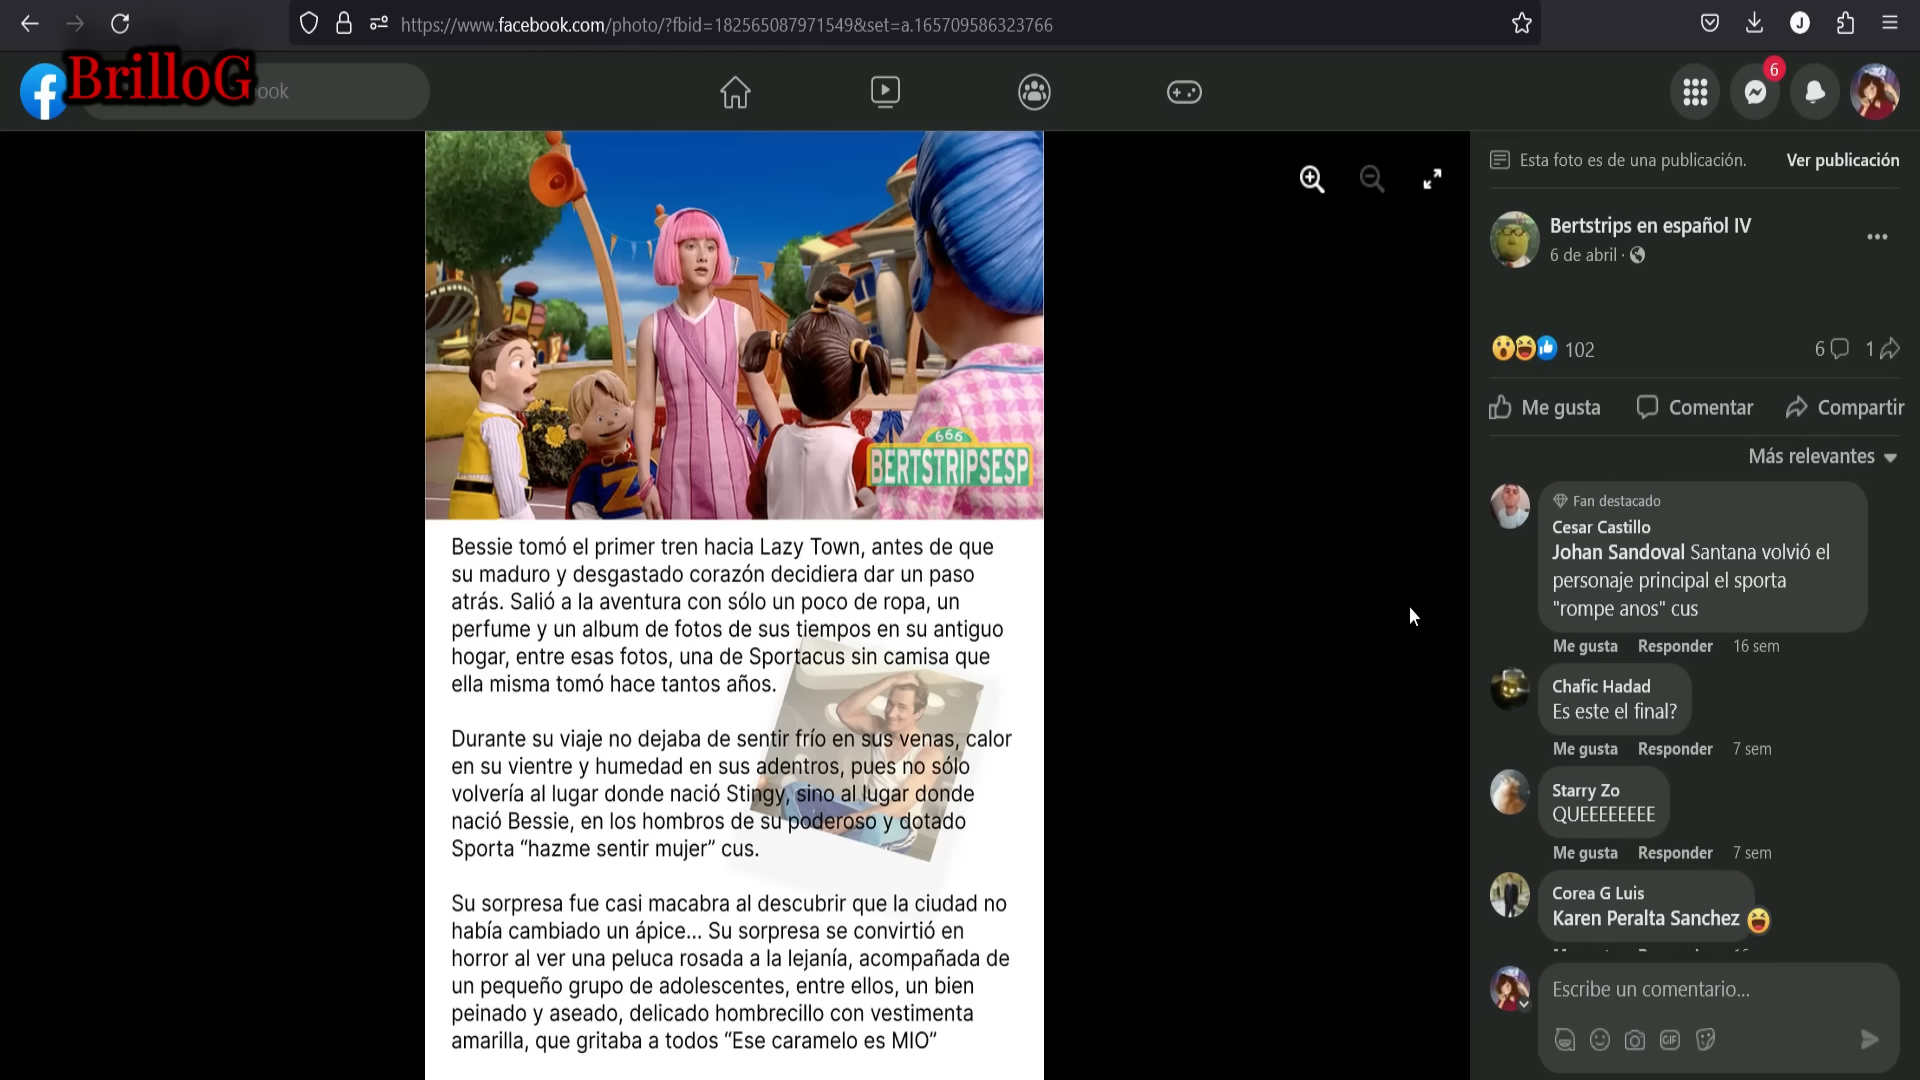 https://www.facebook.com/photo/?fbid=182565087971549&set=a.165709586323766
BrilloG
ook
6
Esta foto es de una publicación.
Ver publicación
Bertstrips en español IV
6 de abril ·
102
6
1
Me gusta
Comentar
Compartir
Más relevantes
Fan destacado
Cesar Castillo
Johan Sandoval Santana volvió el
personaje principal el sporta
"rompe anos" cus
Me gusta Responder 16 sem
Chafic Hadad
Es este el final?
Me gusta Responder 7 sem
Starry Zo
QUEEEEEEEE
Me gusta Responder 7 sem
Corea G Luis
Karen Peralta Sanchez
Escribe un comentario...
GIF
J
Z
666
BERTSTRIPSESP
Bessie tomó el primer tren hacia Lazy Town, antes de que
su maduro y desgastado corazón decidiera dar un paso
atrás. Salió a la aventura con sólo un poco de ropa, un
perfume y un album de fotos de sus tiempos en su antiguo
hogar, entre esas fotos, una de Sportacus sin camisa que
ella misma tomó hace tantos años.
Durante su viaje no dejaba de sentir frío en sus venas, calor
en su vientre y humedad en sus adentros, pues no sólo
volvería al lugar donde nació Stingy, sino al lugar donde
nació Bessie, en los hombros de su poderoso y dotado
Sporta “hazme sentir mujer” cus.
Su sorpresa fue casi macabra al descubrir que la ciudad no
había cambiado un ápice... Su sorpresa se convirtió en
horror al ver una peluca rosada a la lejanía, acompañada de
un pequeño grupo de adolescentes, entre ellos, un bien
peinado y aseado, delicado hombrecillo con vestimenta
amarilla, que gritaba a todos “Ese caramelo es MIO”